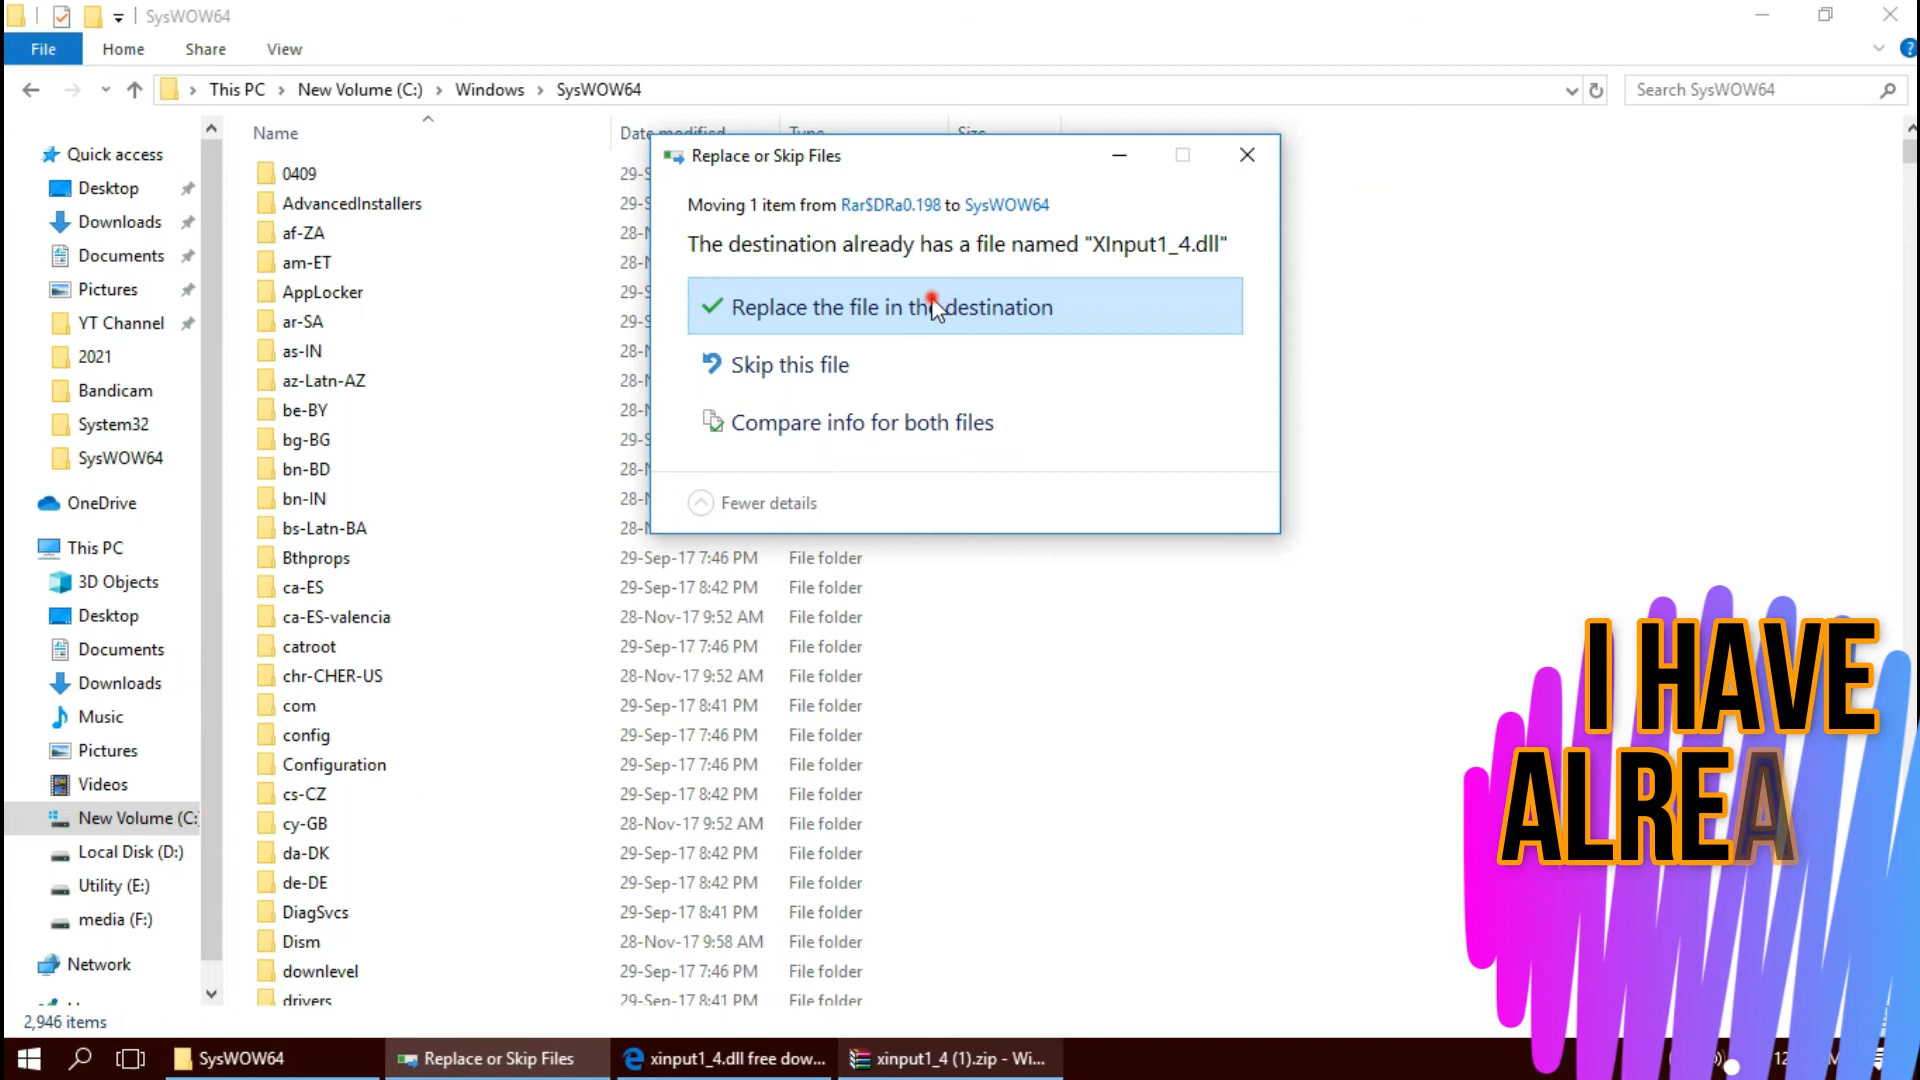 SysWOW64
File
Home
Share
View
This PC
New Volume (C:)
Windows
SysWOW64
Search SysWOW64
Name
Date modified
Type
Size
Quick access
Desktop
Downloads
Documents
Pictures
YT Channel
2021
Bandicam
System32
SysWOW64
OneDrive
This PC
3D Objects
Desktop
Documents
Downloads
Music
Pictures
Videos
New Volume (C:
Local Disk (D:)
Utility (E:)
media (F:)
Network
0409
AdvancedInstallers
af-ZA
am-ET
AppLocker
ar-SA
as-IN
az-Latn-AZ
be-BY
bg-BG
bn-BD
bn-IN
bs-Latn-BA
Bthprops 29-Sep-17 7:46 PM File folder
ca-ES 29-Sep-17 8:42 PM File folder
ca-ES-valencia 28-Nov-17 9:52 AM File folder
catroot 29-Sep-17 7:46 PM File folder
chr-CHER-US 28-Nov-17 9:52 AM File folder
com 29-Sep-17 8:41 PM File folder
config 29-Sep-17 7:46 PM File folder
Configuration 29-Sep-17 7:46 PM File folder
cs-CZ 29-Sep-17 8:42 PM File folder
cy-GB 28-Nov-17 9:52 AM File folder
da-DK 29-Sep-17 8:42 PM File folder
de-DE 29-Sep-17 8:42 PM File folder
DiagSvcs 29-Sep-17 8:41 PM File folder
Dism 28-Nov-17 9:58 AM File folder
downlevel 29-Sep-17 7:46 PM File folder
drivers 29-Sep-17 8:41 PM File folder
Replace or Skip Files
Moving 1 item from Rar$DRa0.198 to SysWOW64
The destination already has a file named "XInput1_4.dll"
Replace the file in the destination
Skip this file
Compare info for both files
Fewer details
I HAVE
ALREA
2,946 items
SysWOW64
Replace or Skip Files
xinput1_4.dll free dow...
xinput1_4 (1).zip - Wi...